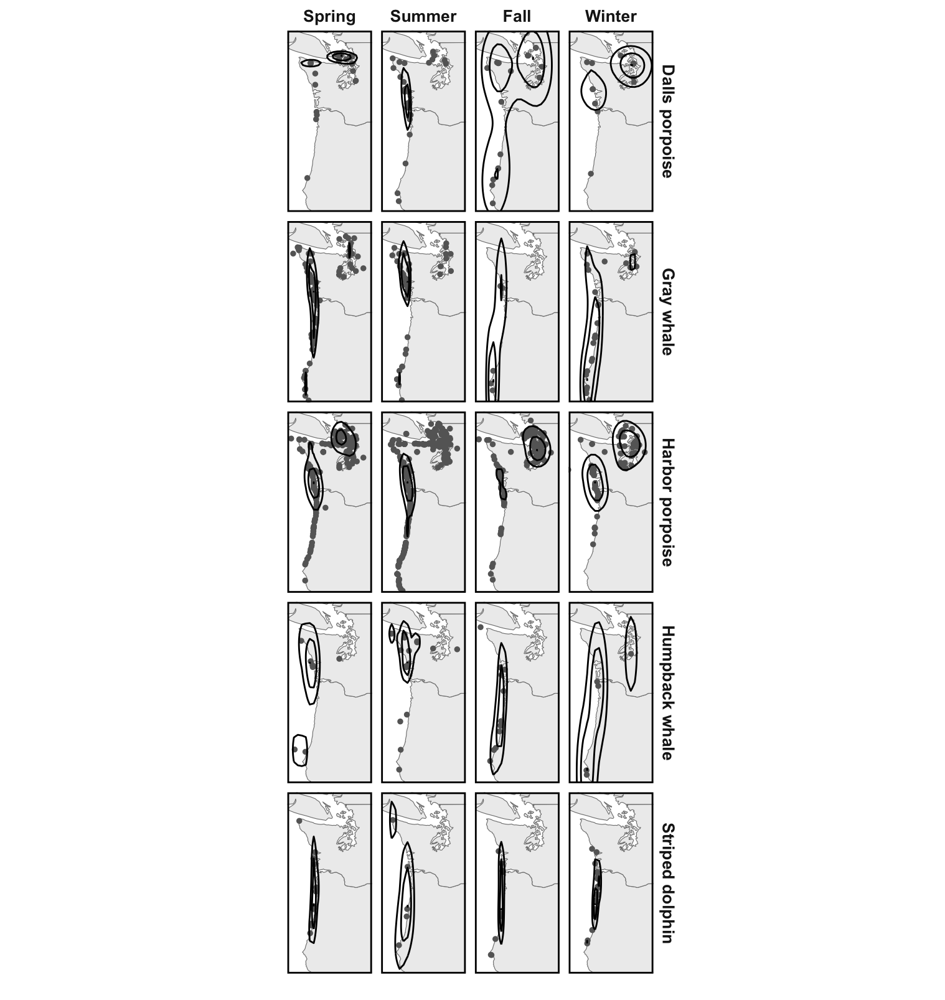 Spring
Summer
Fall
Winter
Dalls porpoise
Gray whale
Harbor porpoise
Humpback whale
Striped dolphin